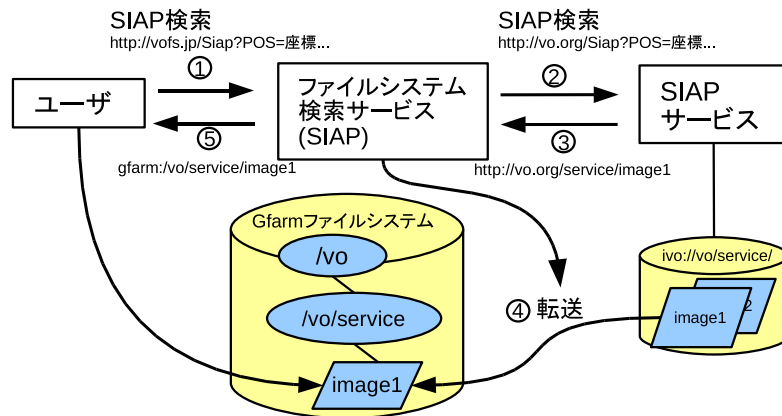 SIAP検索
http://vofs.jp/Siap?POS=座標...
SIAP検索
http://vo.org/Siap?POS=座標...
①
②
ユーザ
ファイルシステム
検索サービス
(SIAP)
SIAP
サービス
⑤
③
gfarm:/vo/service/image1
http://vo.org/service/image1
Gfarmファイルシステム
/vo
ivo://vo/service/
/vo/service
④ 転送
image1
2
image1